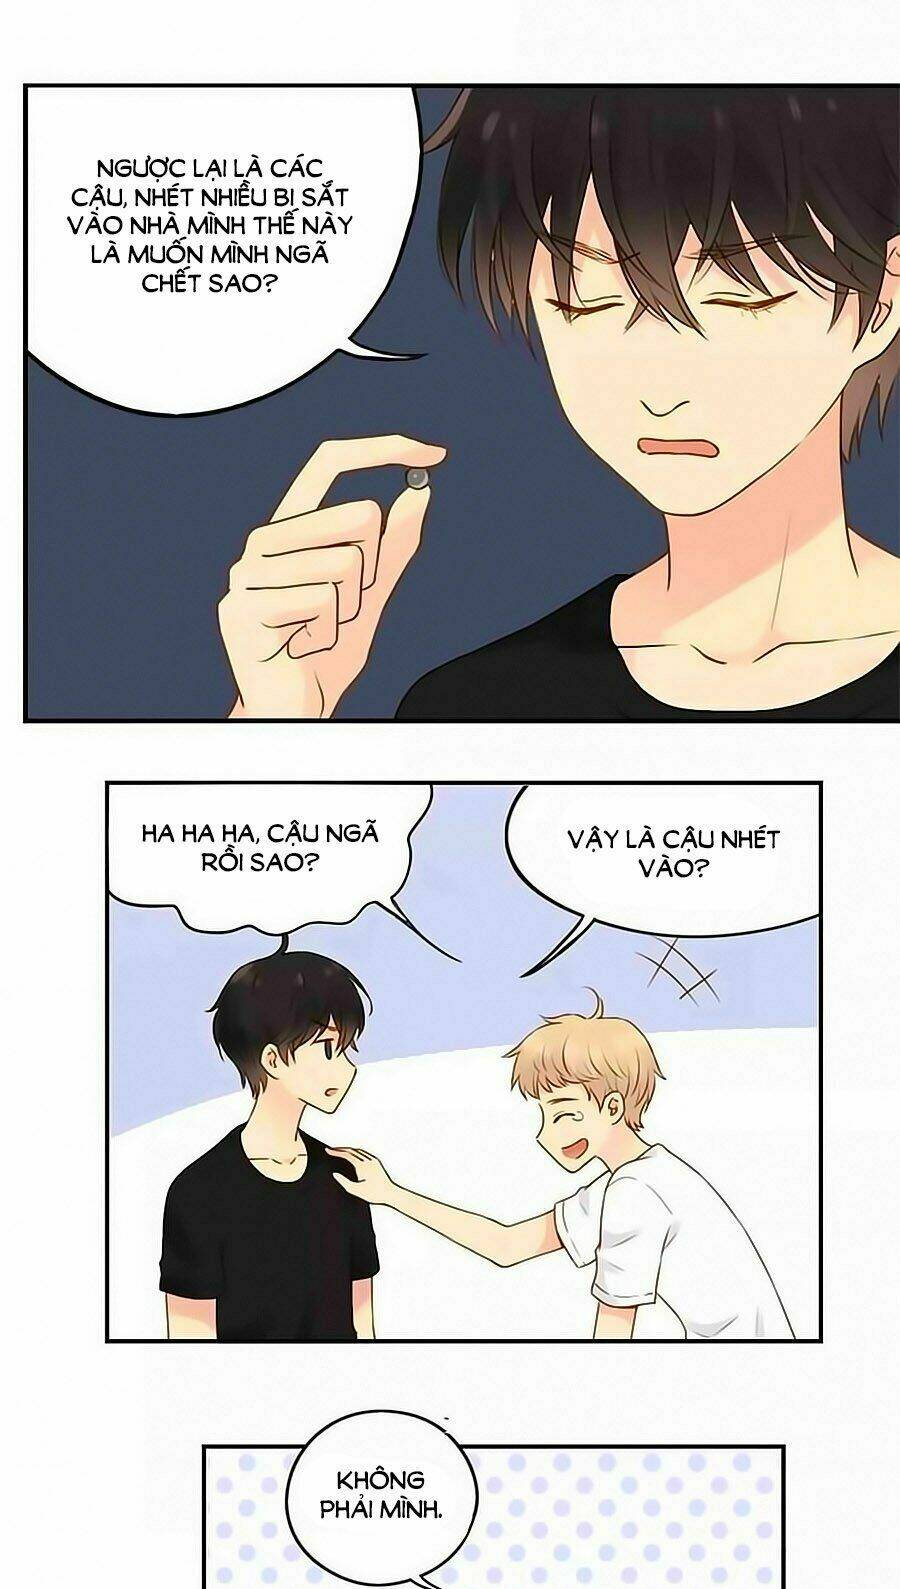 NGƯỢC LẠI LÀ CÁC
CẬU, NHÉT NHIỀU BI SẮT
VÀO NHÀ MÌNH THẾ NÀY
LÀ MUỐN MÌNH NGÃ
CHẾT SAO?
HA HA HA, CẬU NGÃ
RỒI SAO?
VẬY LÀ CẬU NHÉT
VÀO?
KHÔNG
PHẢI MÌNH.